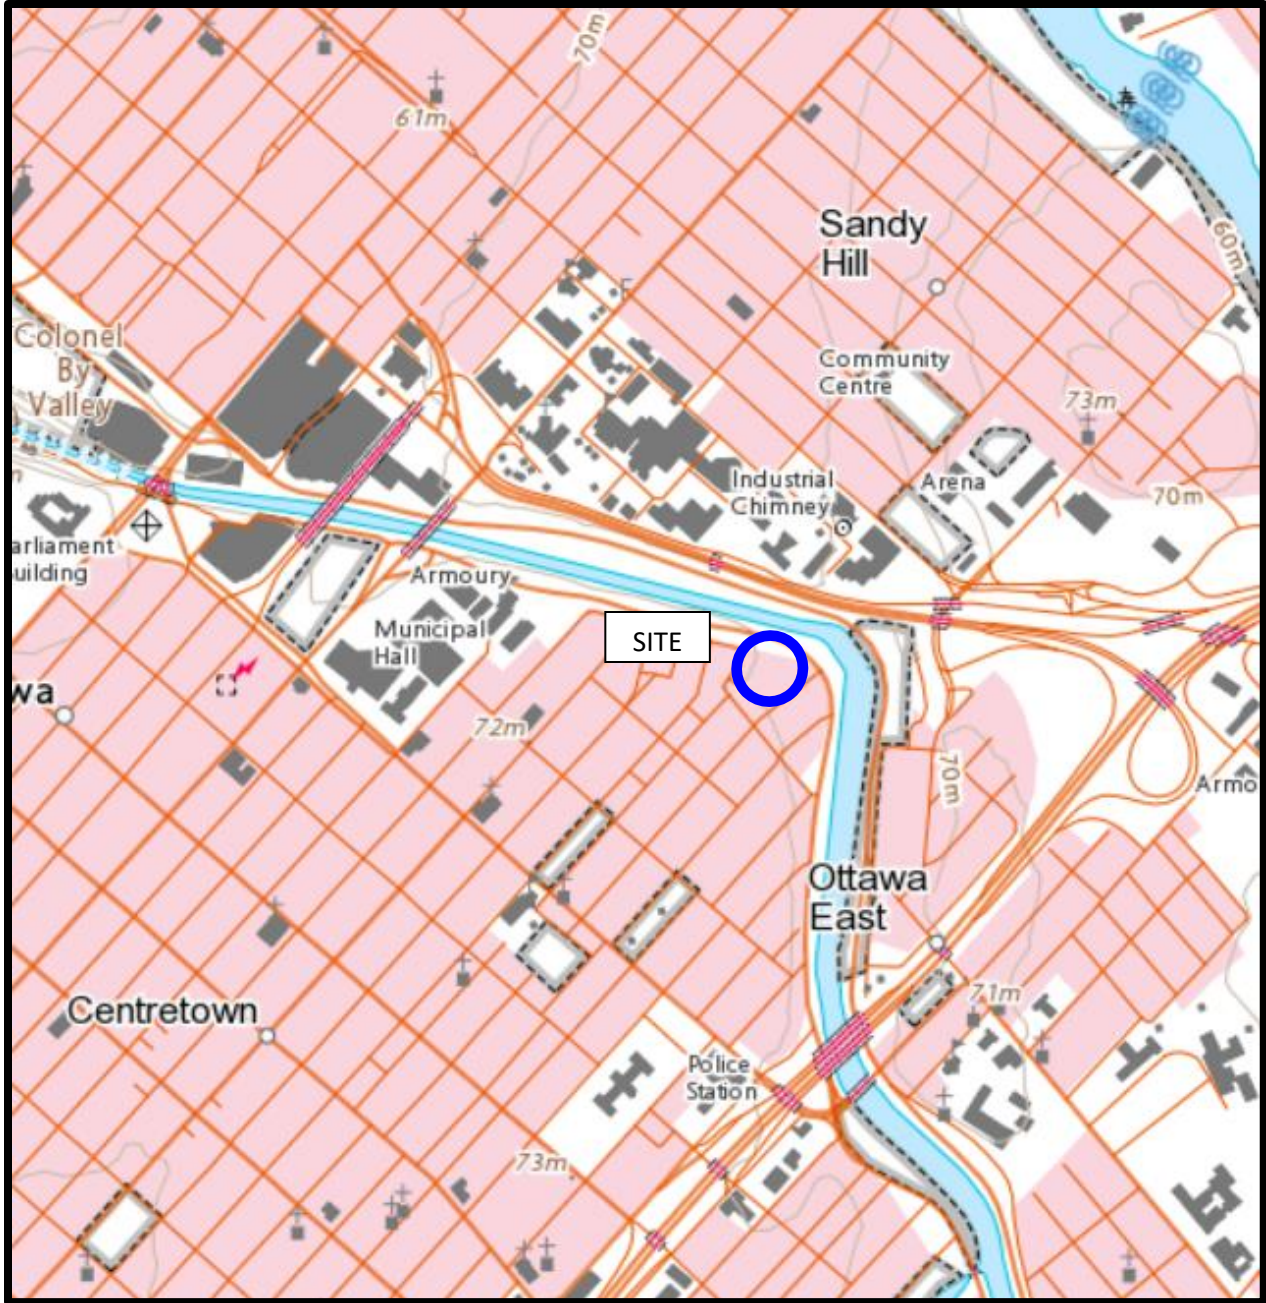 70m
61m
Sandy
Hill
60m
Colonel
By
Valley
F
Community
Centre
73m
Industrial
Chimney
Arena
70m
arliament
uilding
Armoury
Municipal
Hall
SITE
wa
72m
70m
Armo
Ottawa
East
Centretown
71m
Police
Station
73m